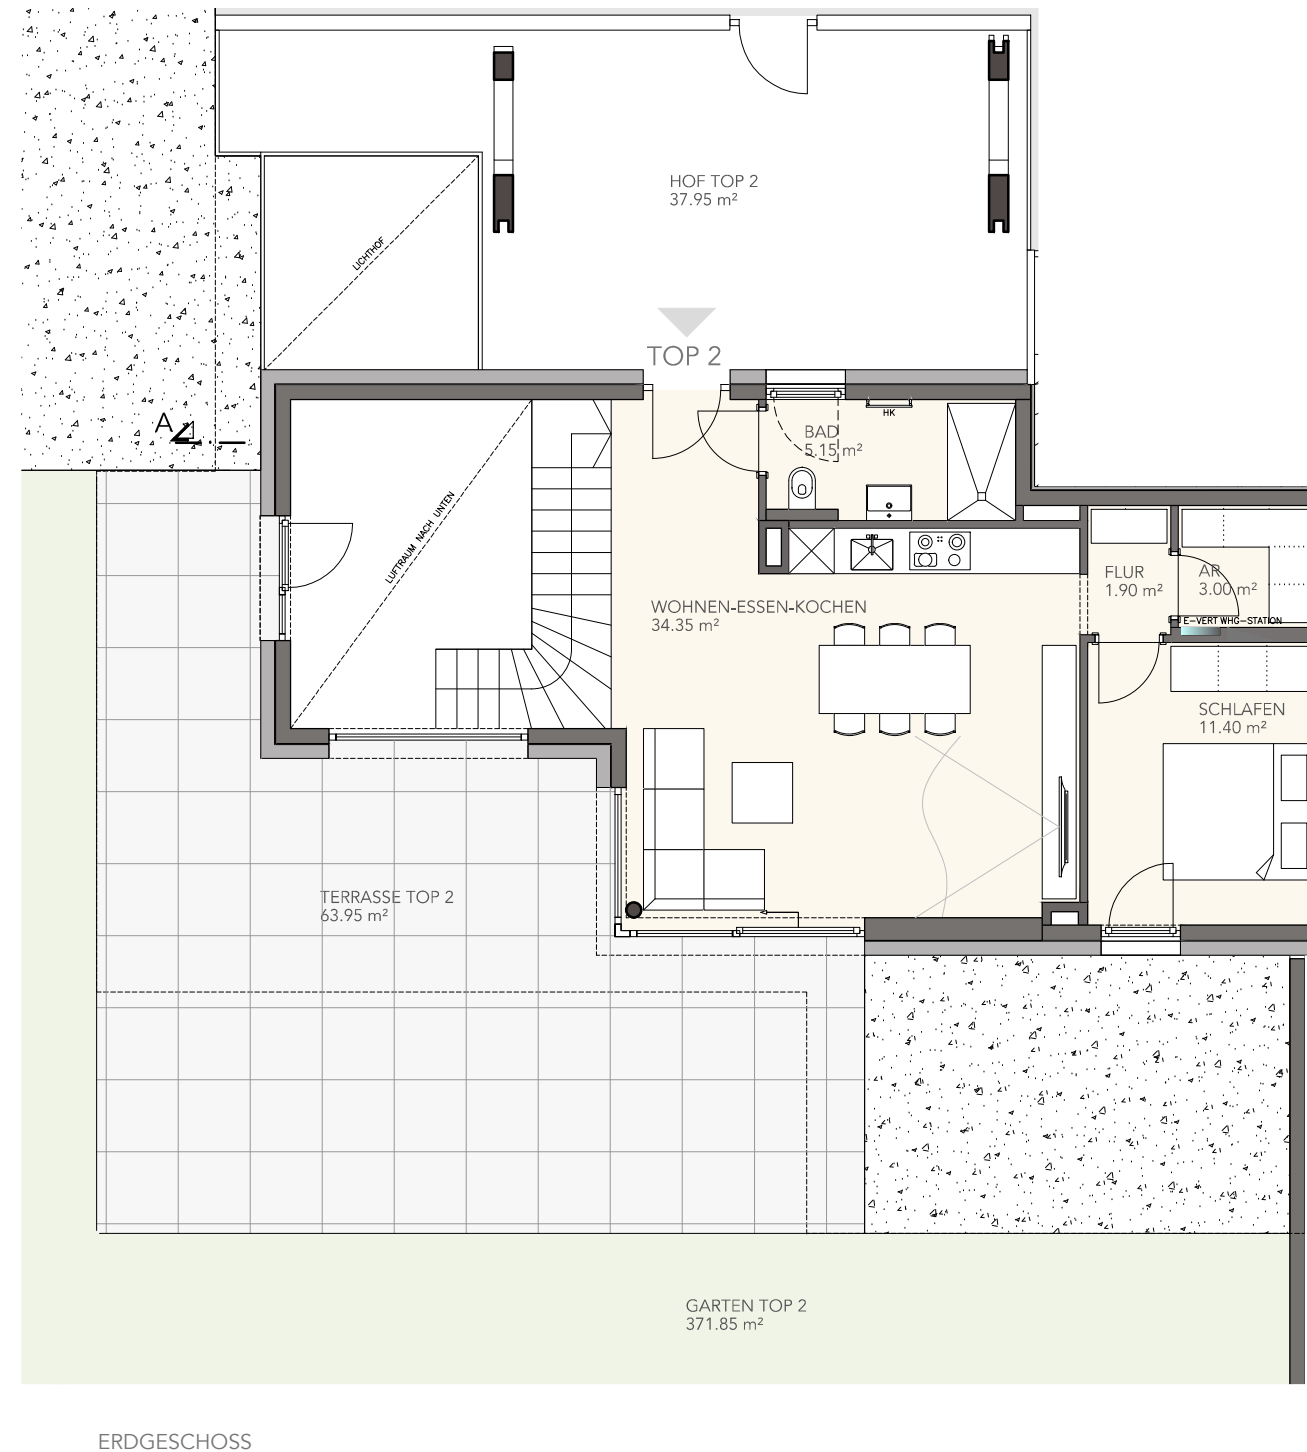 HOF TOP 2
37.95 m²
LICHTHOF
TOP 2
A
HK
BAD
5.15 m²
LUFTRAUM NACH UNTEN
FLUR
1.90 m²
AR
3.00 m²
WOHNEN-ESSEN-KOCHEN
34.35 m²
E-VERT WHG-STATION
SCHLAFEN
11.40 m²
TERRASSE TOP 2
63.95 m²
GARTEN TOP 2
371.85 m²
ERDGESCHOSS